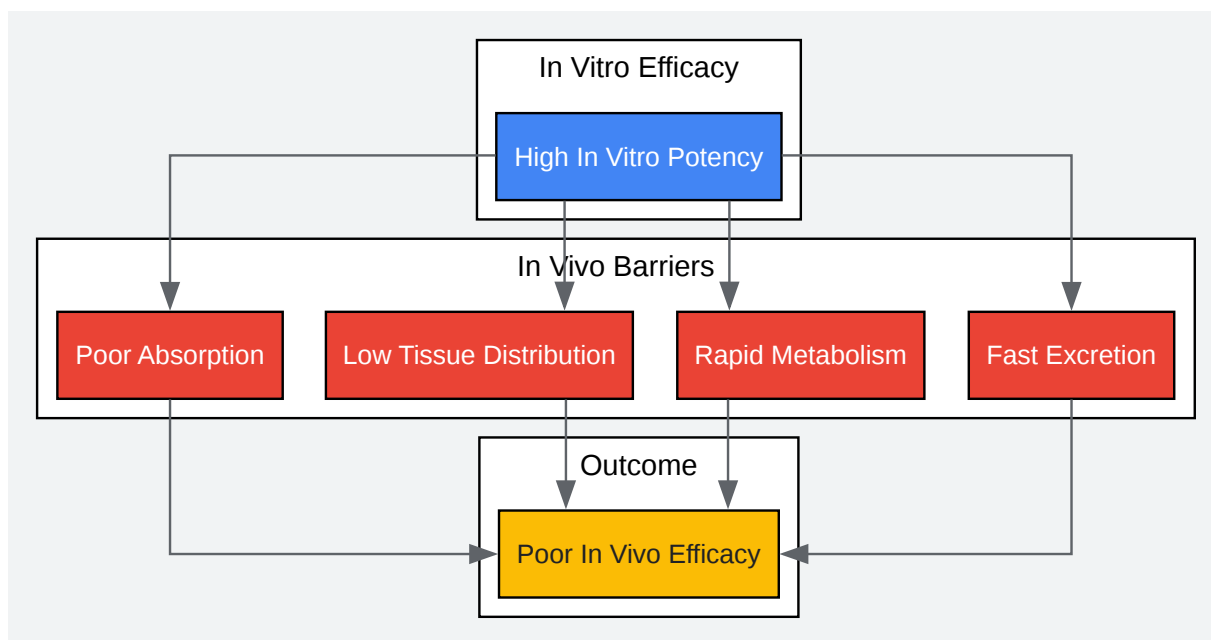 In Vitro Efficacy
High In Vitro Potency
In Vivo Barriers
Poor Absorption
Low Tissue Distribution
Rapid Metabolism
Fast Excretion
Outcome
Poor In Vivo Efficacy